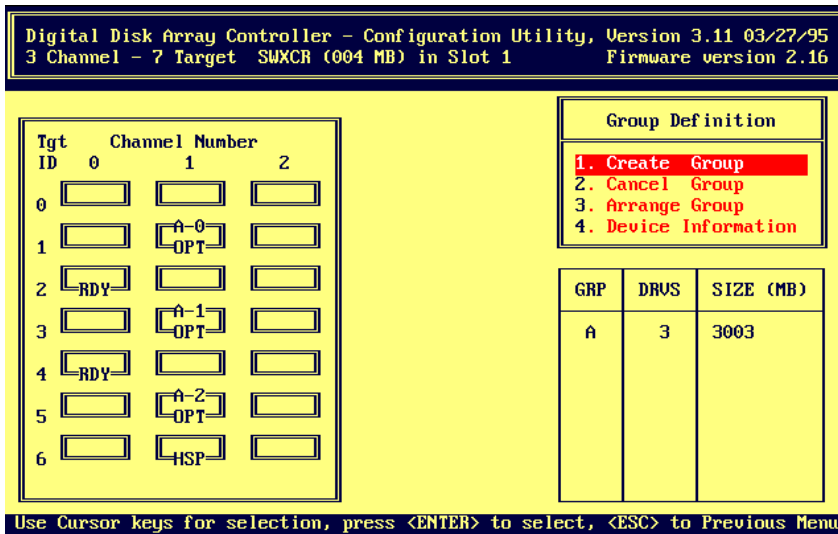 Digital Disk Array Controller – Configuration Utility, Version 3.11 03/27/95
3 Channel – 7 Target SWXCR (004 MB) in Slot 1 Firmware version 2.16
Tgt Channel Number
ID 0 1 2
0
A-0
1 OPT
2 RDY
A-1
3 OPT
4 RDY
A-2
5 OPT
6 HSP
Group Definition
1. Create Group
2. Cancel Group
3. Arrange Group
4. Device Information
GRP DRVS SIZE (MB)
A 3 3003
Use Cursor keys for selection, press <ENTER> to select, <ESC> to Previous Menu